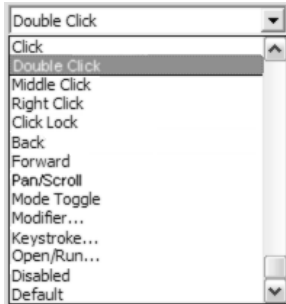 Double Click
Click
Double Click
Middle Click
Right Click
Click Lock
Back
Forward
Pan/Scroll
Mode Toggle
Modifier...
Keystroke...
Open/Run...
Disabled
Default